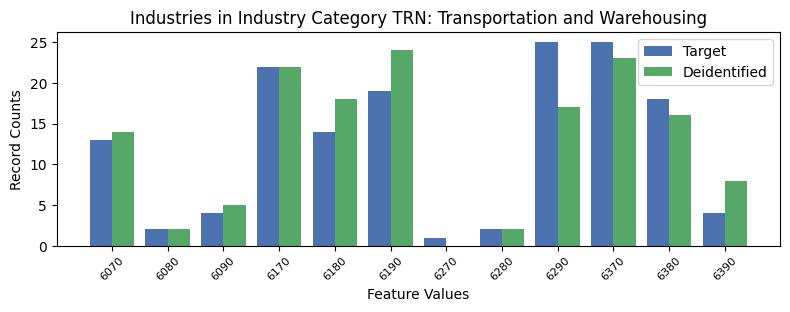 Industries in Industry Category TRN: Transportation and Warehousing
Target
Deidentified
Record Counts
25
20
15
10
5
0
6070 6080 6090 6170 6180 6190 6270 6280 6290 6370 6380 6390
Feature Values